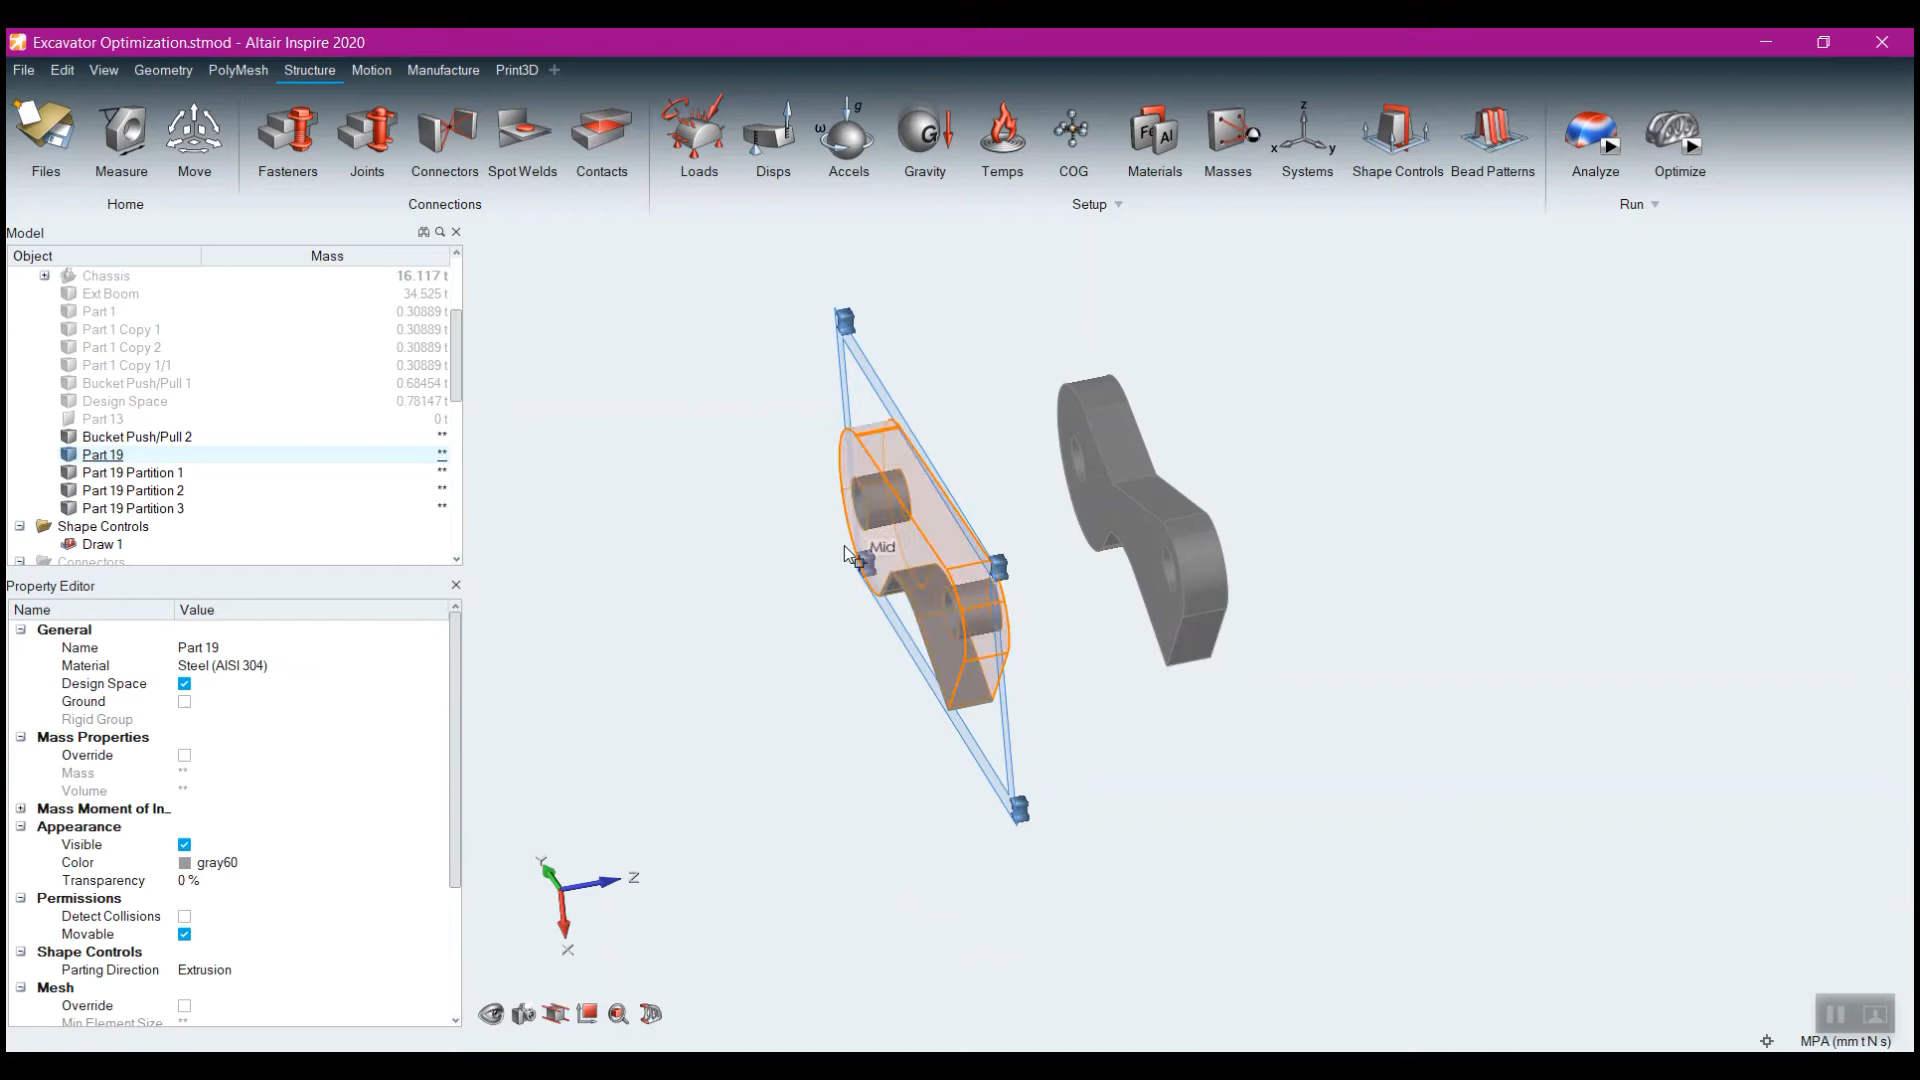 Excavator Optimization.stmod - Altair Inspire 2020
File Edit View Geometry PolyMesh Structure Motion Manufacture Print3D +
Files Measure Move Fasteners Joints Connectors Spot Welds Contacts Loads Disps Accels Gravity Temps COG Materials Masses Systems Shape Controls Bead Patterns Analyze Optimize
Home Connections Setup Run
Model
Object Mass
Chassis 16.117 t
Ext Boom 34.525 t
Part 1 0.30889 t
Part 1 Copy 1 0.30889 t
Part 1 Copy 2 0.30889 t
Part 1 Copy 1/1 0.30889 t
Bucket Push/Pull 1 0.68454 t
Design Space 0.78147 t
Part 13 0 t
Bucket Push/Pull 2 **
Part 19 **
Part 19 Partition 1 **
Part 19 Partition 2 **
Part 19 Partition 3 **
Shape Controls
Draw 1
Connectors
Property Editor
Name Value
General
Name Part 19
Material Steel (AISI 304)
Design Space
Ground
Rigid Group
Mass Properties
Override
Mass **
Volume **
Mass Moment of In...
Appearance
Visible
Color gray60
Transparency 0 %
Permissions
Detect Collisions
Movable
Shape Controls
Parting Direction Extrusion
Mesh
Override
Min Element Size **
Mid
Y
Z
X
MPA (mm t N s)